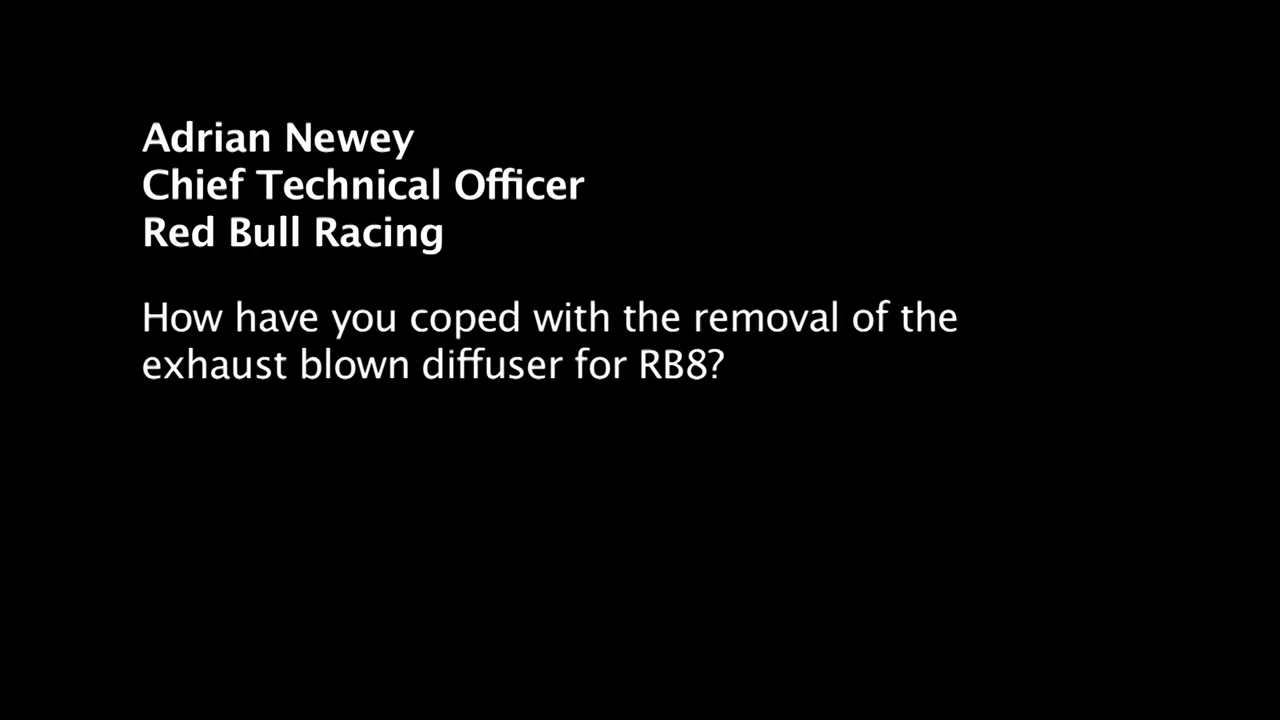 Adrian Newey
Chief Technical Officer
Red Bull Racing
How have you coped with the removal of the
exhaust blown diffuser for RB8?